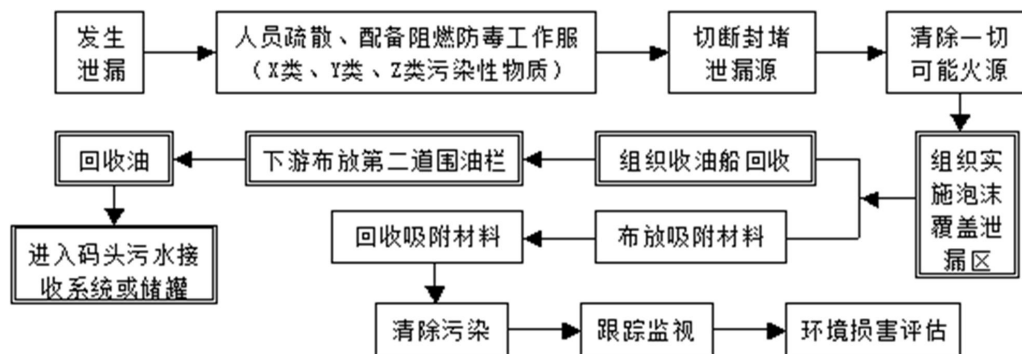 发生
泄漏
人员疏散、配备阻燃防毒工作服
(X类、Y类、Z类污染性物质)
切断封堵
泄漏源
清除一切
可能火源
回收油
下游布放第二道围油栏
组织收油船回收
组织实
施泡沫
覆盖泄
漏区
进入码头污水接
收系统或储罐
回收吸附材料
布放吸附材料
清除污染
跟踪监视
环境损害评估